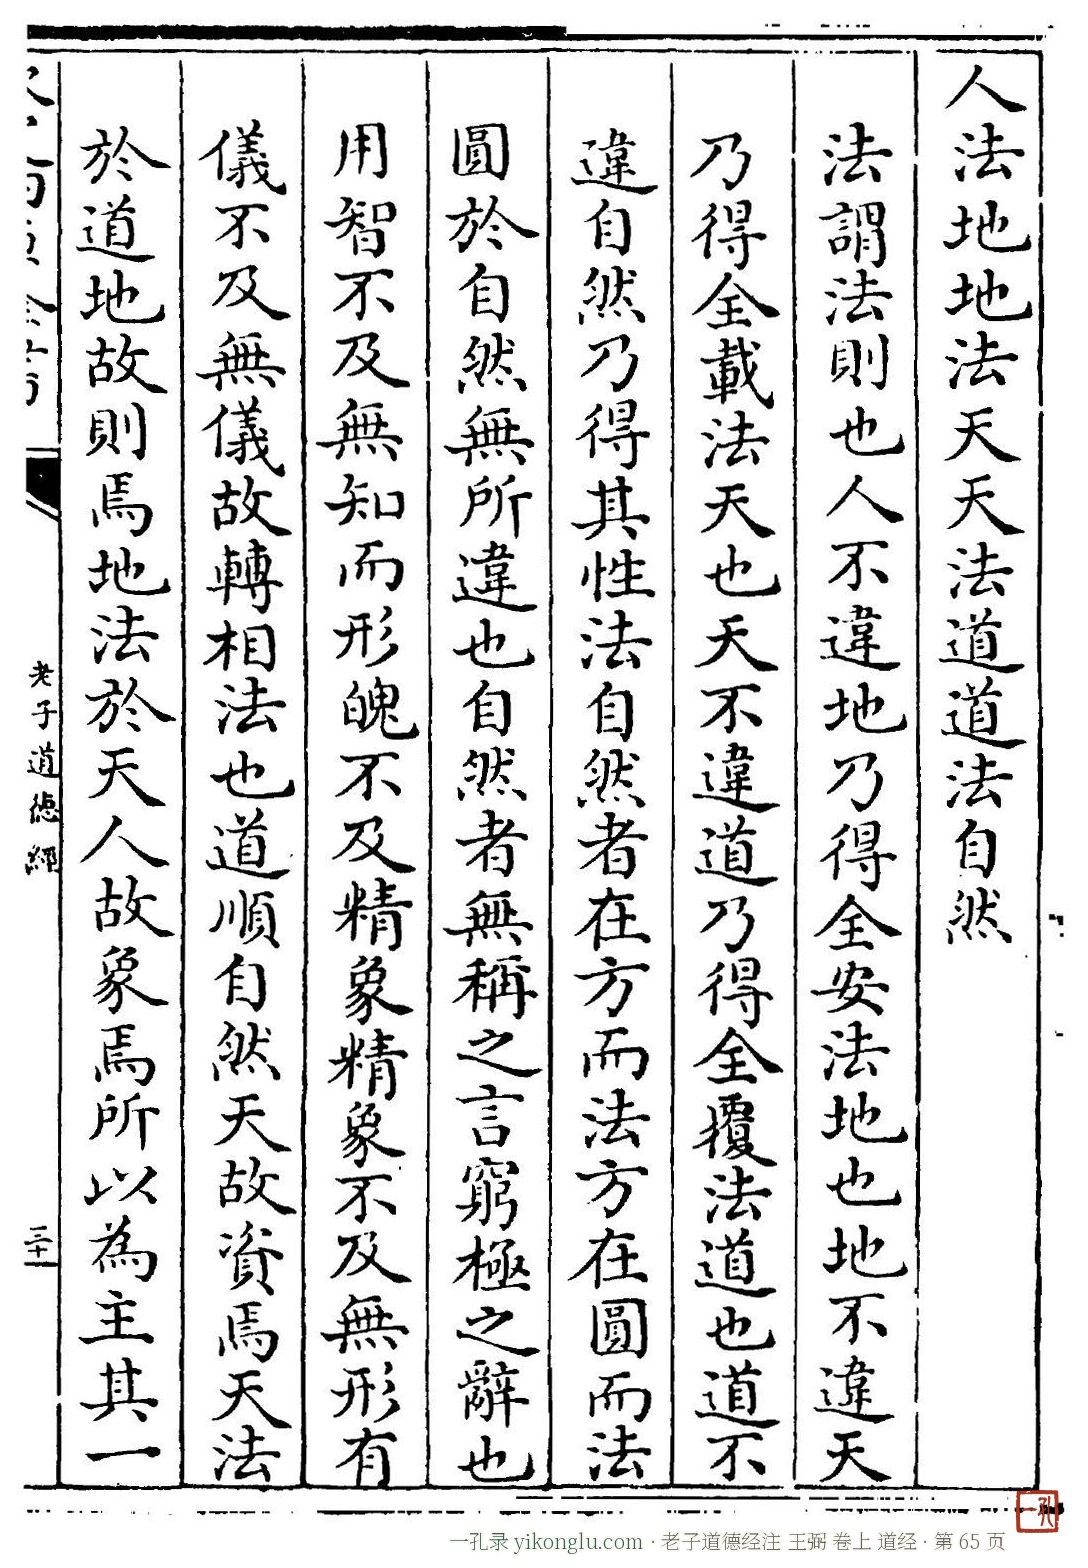 人法地地法天天法道道法自然
法謂法則也人不違地乃得全安法地也地不違天
乃得全載法天也天不違道乃得全覆法道也道不
違自然乃得其性法自然者在方而法方在圓而法
圓於自然無所違也自然者無稱之言窮極之辭也
用智不及無知而形魄不及精象精象不及無形有
儀不及無儀故轉相法也道順自然天故資焉天法
於道地故則焉地法於天人故象焉所以為主其一
老子道德經
三十一
一孔
一孔录 yikonglu.com · 老子道德经注 王弼 卷上 道经 · 第 65 页